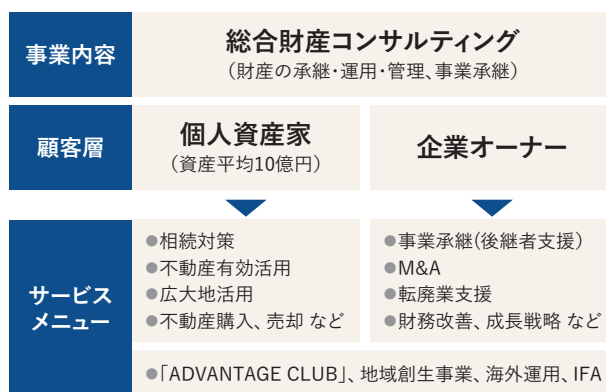 事業内容
総合財産コンサルティング
（財産の承継・運用・管理、事業承継）
顧客層
個人資産家
（資産平均10億円）
企業オーナー
サービス
メニュー
●相続対策
●不動産有効活用
●広大地活用
●不動産購入、売却 など
●事業承継(後継者支援)
●M&A
●転廃業支援
●財務改善、成長戦略 など
●「ADVANTAGE CLUB」、地域創生事業、海外運用、IFA